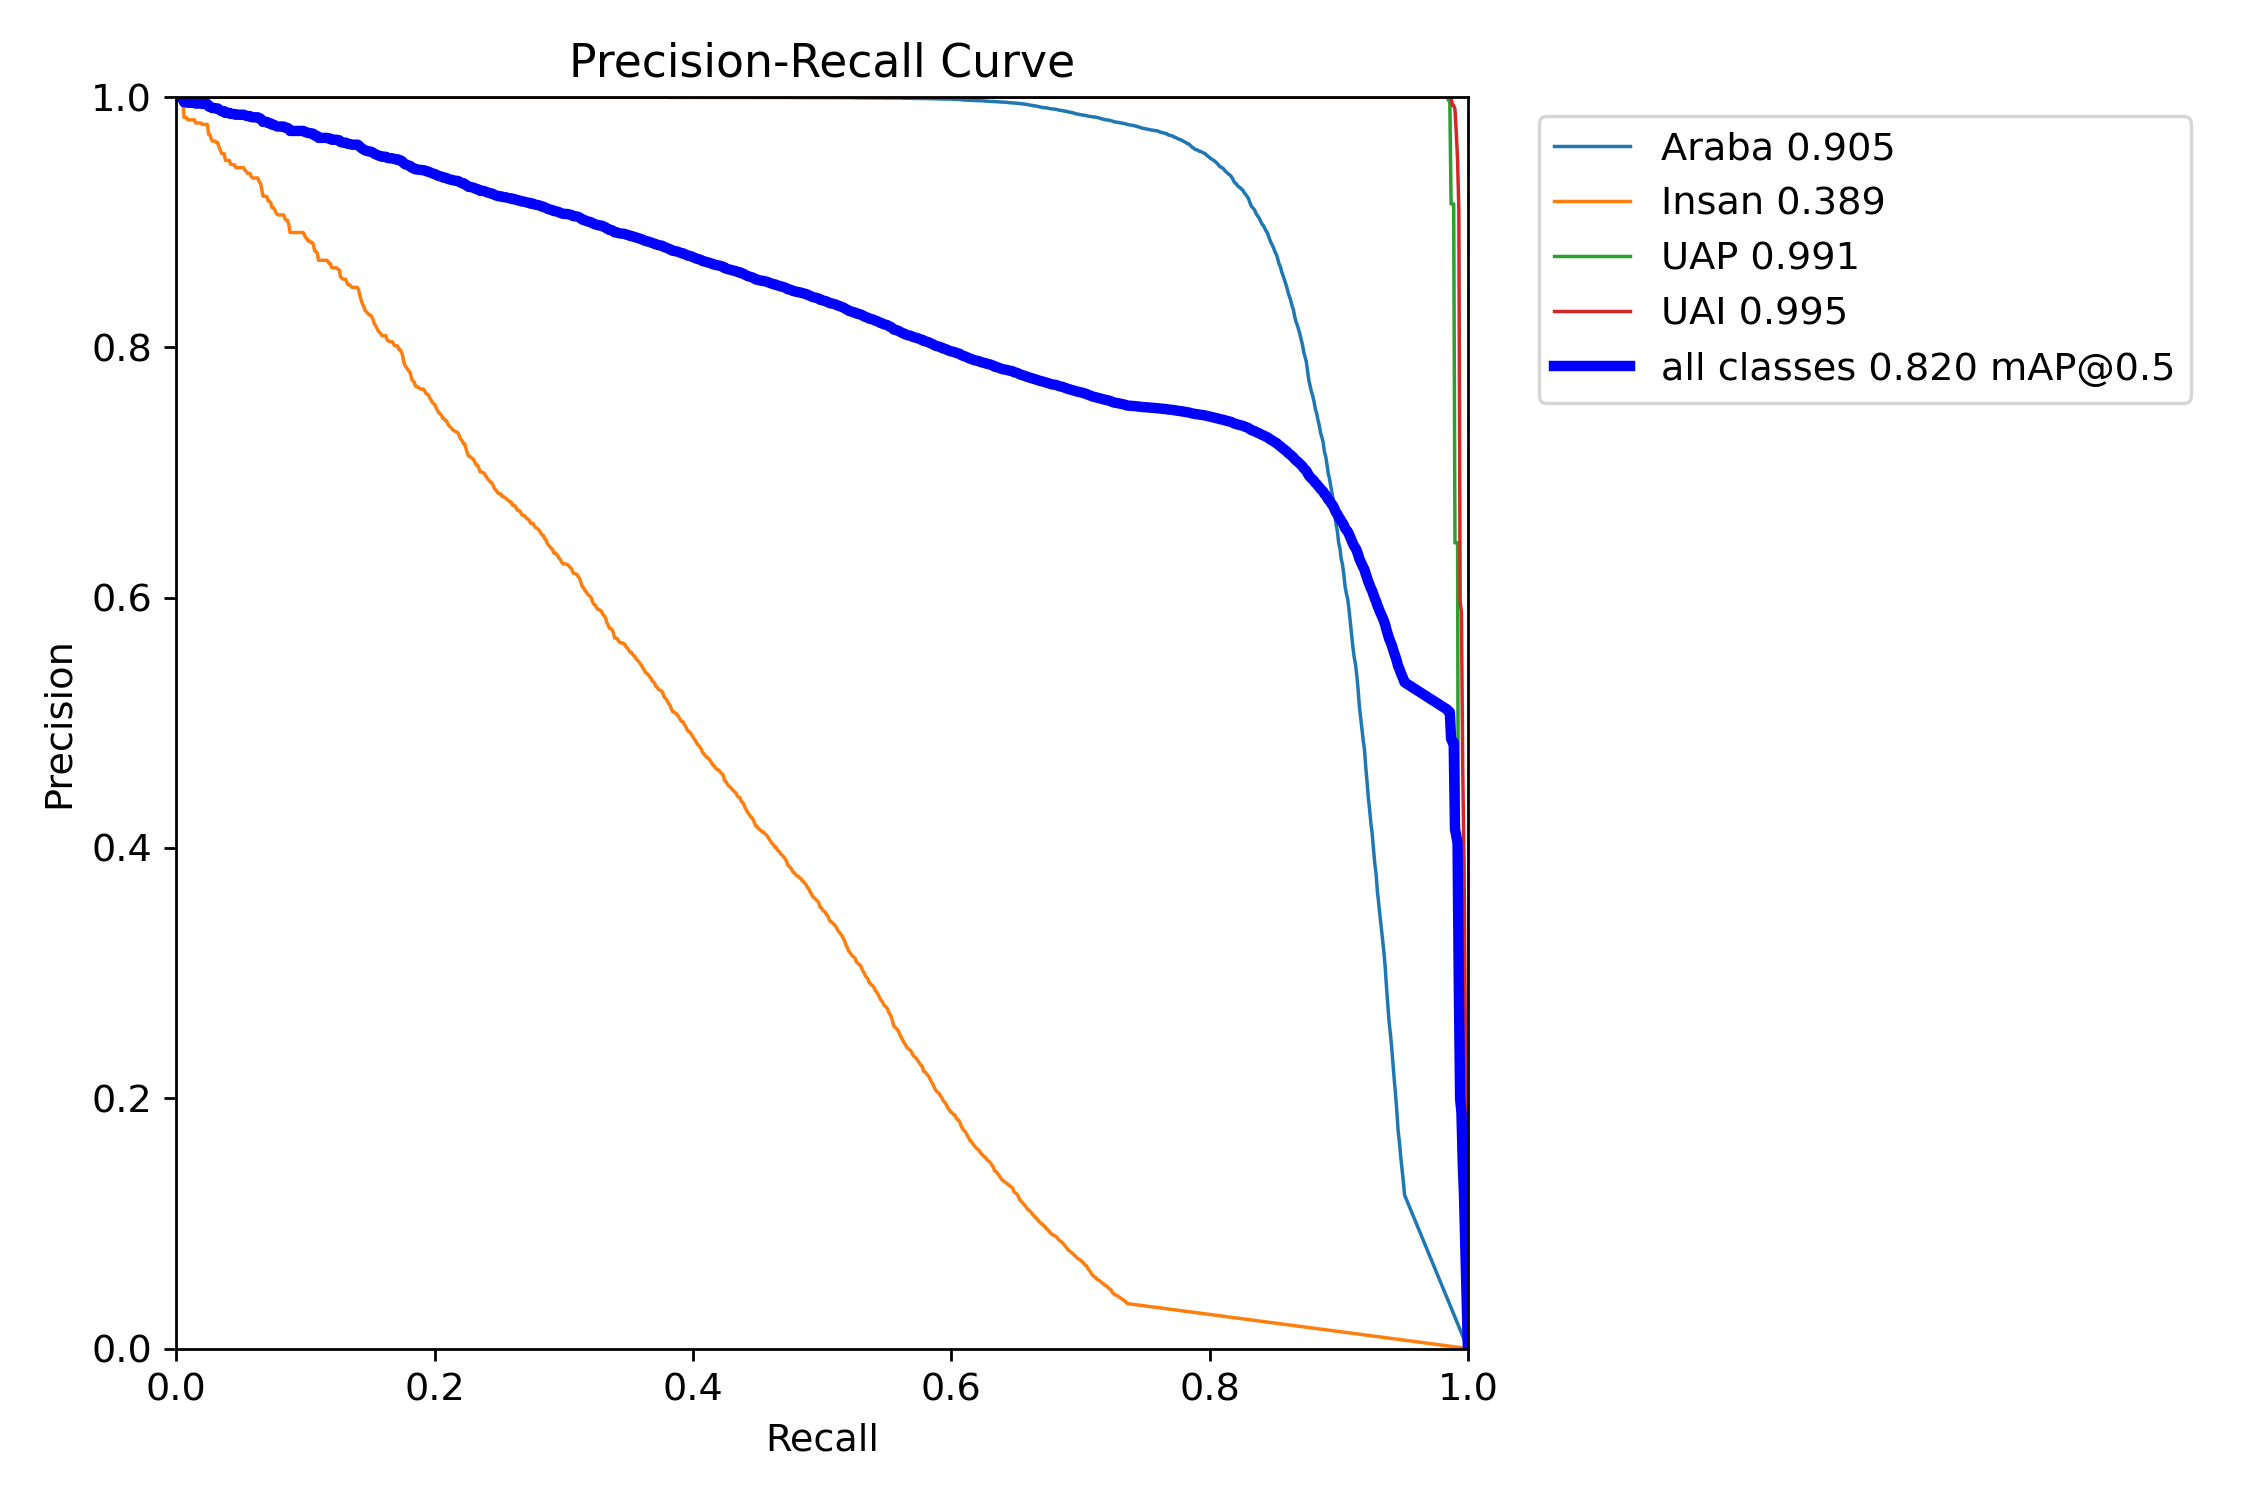 Precision-Recall Curve
Araba 0.905
Insan 0.389
UAP 0.991
UAI 0.995
all classes 0.820 mAP@0.5
Precision
1.0
0.8
0.6
0.4
0.2
0.0
0.0 0.2 0.4 0.6 0.8 1.0
Recall